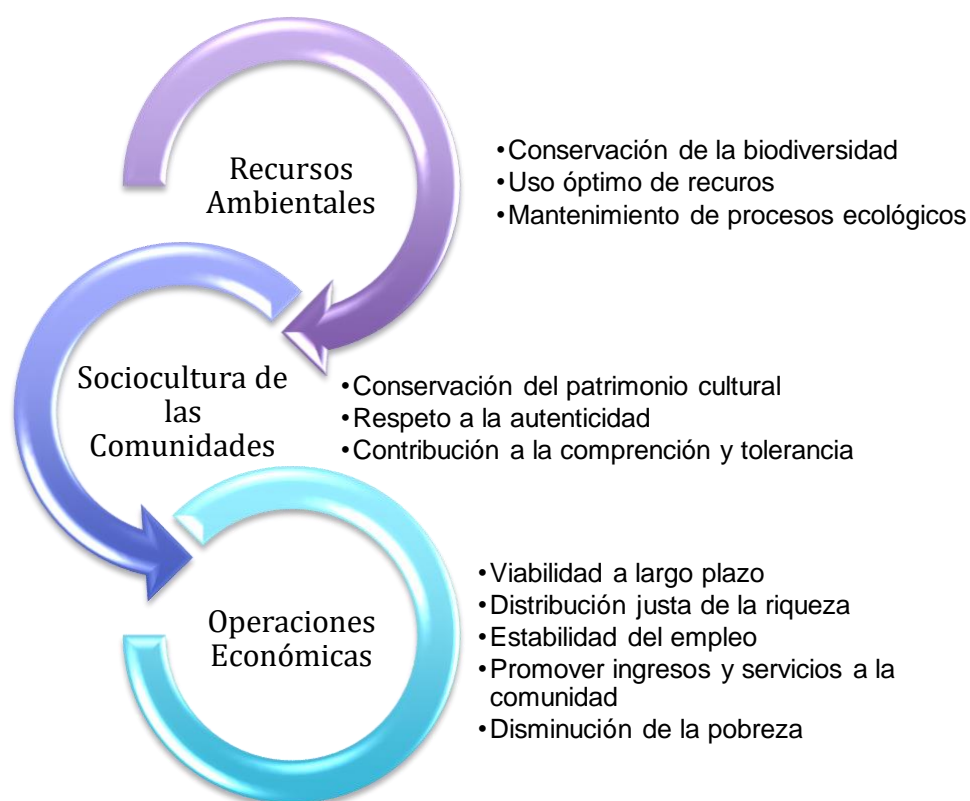 Recursos
Ambientales
•Conservación de la biodiversidad
•Uso óptimo de recuros
•Mantenimiento de procesos ecológicos
Sociocultura de
las
Comunidades
•Conservación del patrimonio cultural
•Respeto a la autenticidad
•Contribución a la comprención y tolerancia
Operaciones
Económicas
•Viabilidad a largo plazo
•Distribución justa de la riqueza
•Estabilidad del empleo
•Promover ingresos y servicios a la
comunidad
•Disminución de la pobreza